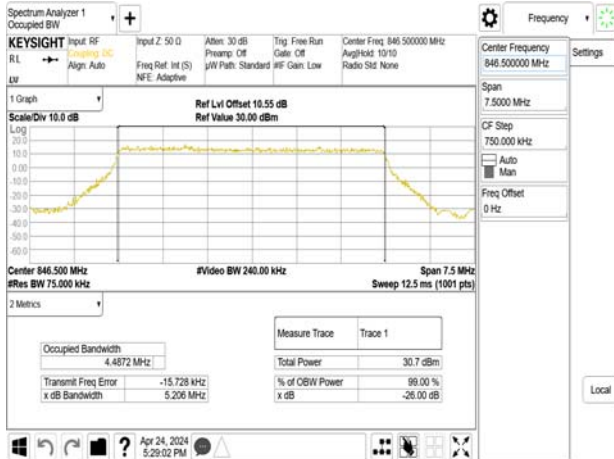 Spectrum Analyzer 1
Occupied BW
+
Frequency
KEYSIGHT
Input: RF
Coupling: DC
Align: Auto
Input Z: 50 Ω
Freq Ref: Int (S)
NFE: Adaptive
Atten: 30 dB
Preamp: Off
µW Path: Standard
Trig: Free Run
Gate: Off
#IF Gain: Low
Center Freq: 846.500000 MHz
Avg|Hold: 10/10
Radio Std: None
RL
LXI
Center Frequency
846.500000 MHz
Settings
Span
7.5000 MHz
CF Step
750.000 kHz
Auto
Man
Freq Offset
0 Hz
Local
1 Graph
Scale/Div 10.0 dB
Ref Lvl Offset 10.55 dB
Ref Value 30.00 dBm
Log
20.0
10.0
0.00
-10.0
-20.0
-30.0
-40.0
-50.0
-60.0
Center 846.500 MHz
#Video BW 240.00 kHz
Span 7.5 MHz
#Res BW 75.000 kHz
Sweep 12.5 ms (1001 pts)
2 Metrics
Measure Trace Trace 1
Occupied Bandwidth
4.4872 MHz
Total Power 30.7 dBm
Transmit Freq Error -15.728 kHz
% of OBW Power 99.00 %
x dB Bandwidth 5.206 MHz
x dB -26.00 dB
?
Apr 24, 2024
5:29:02 PM